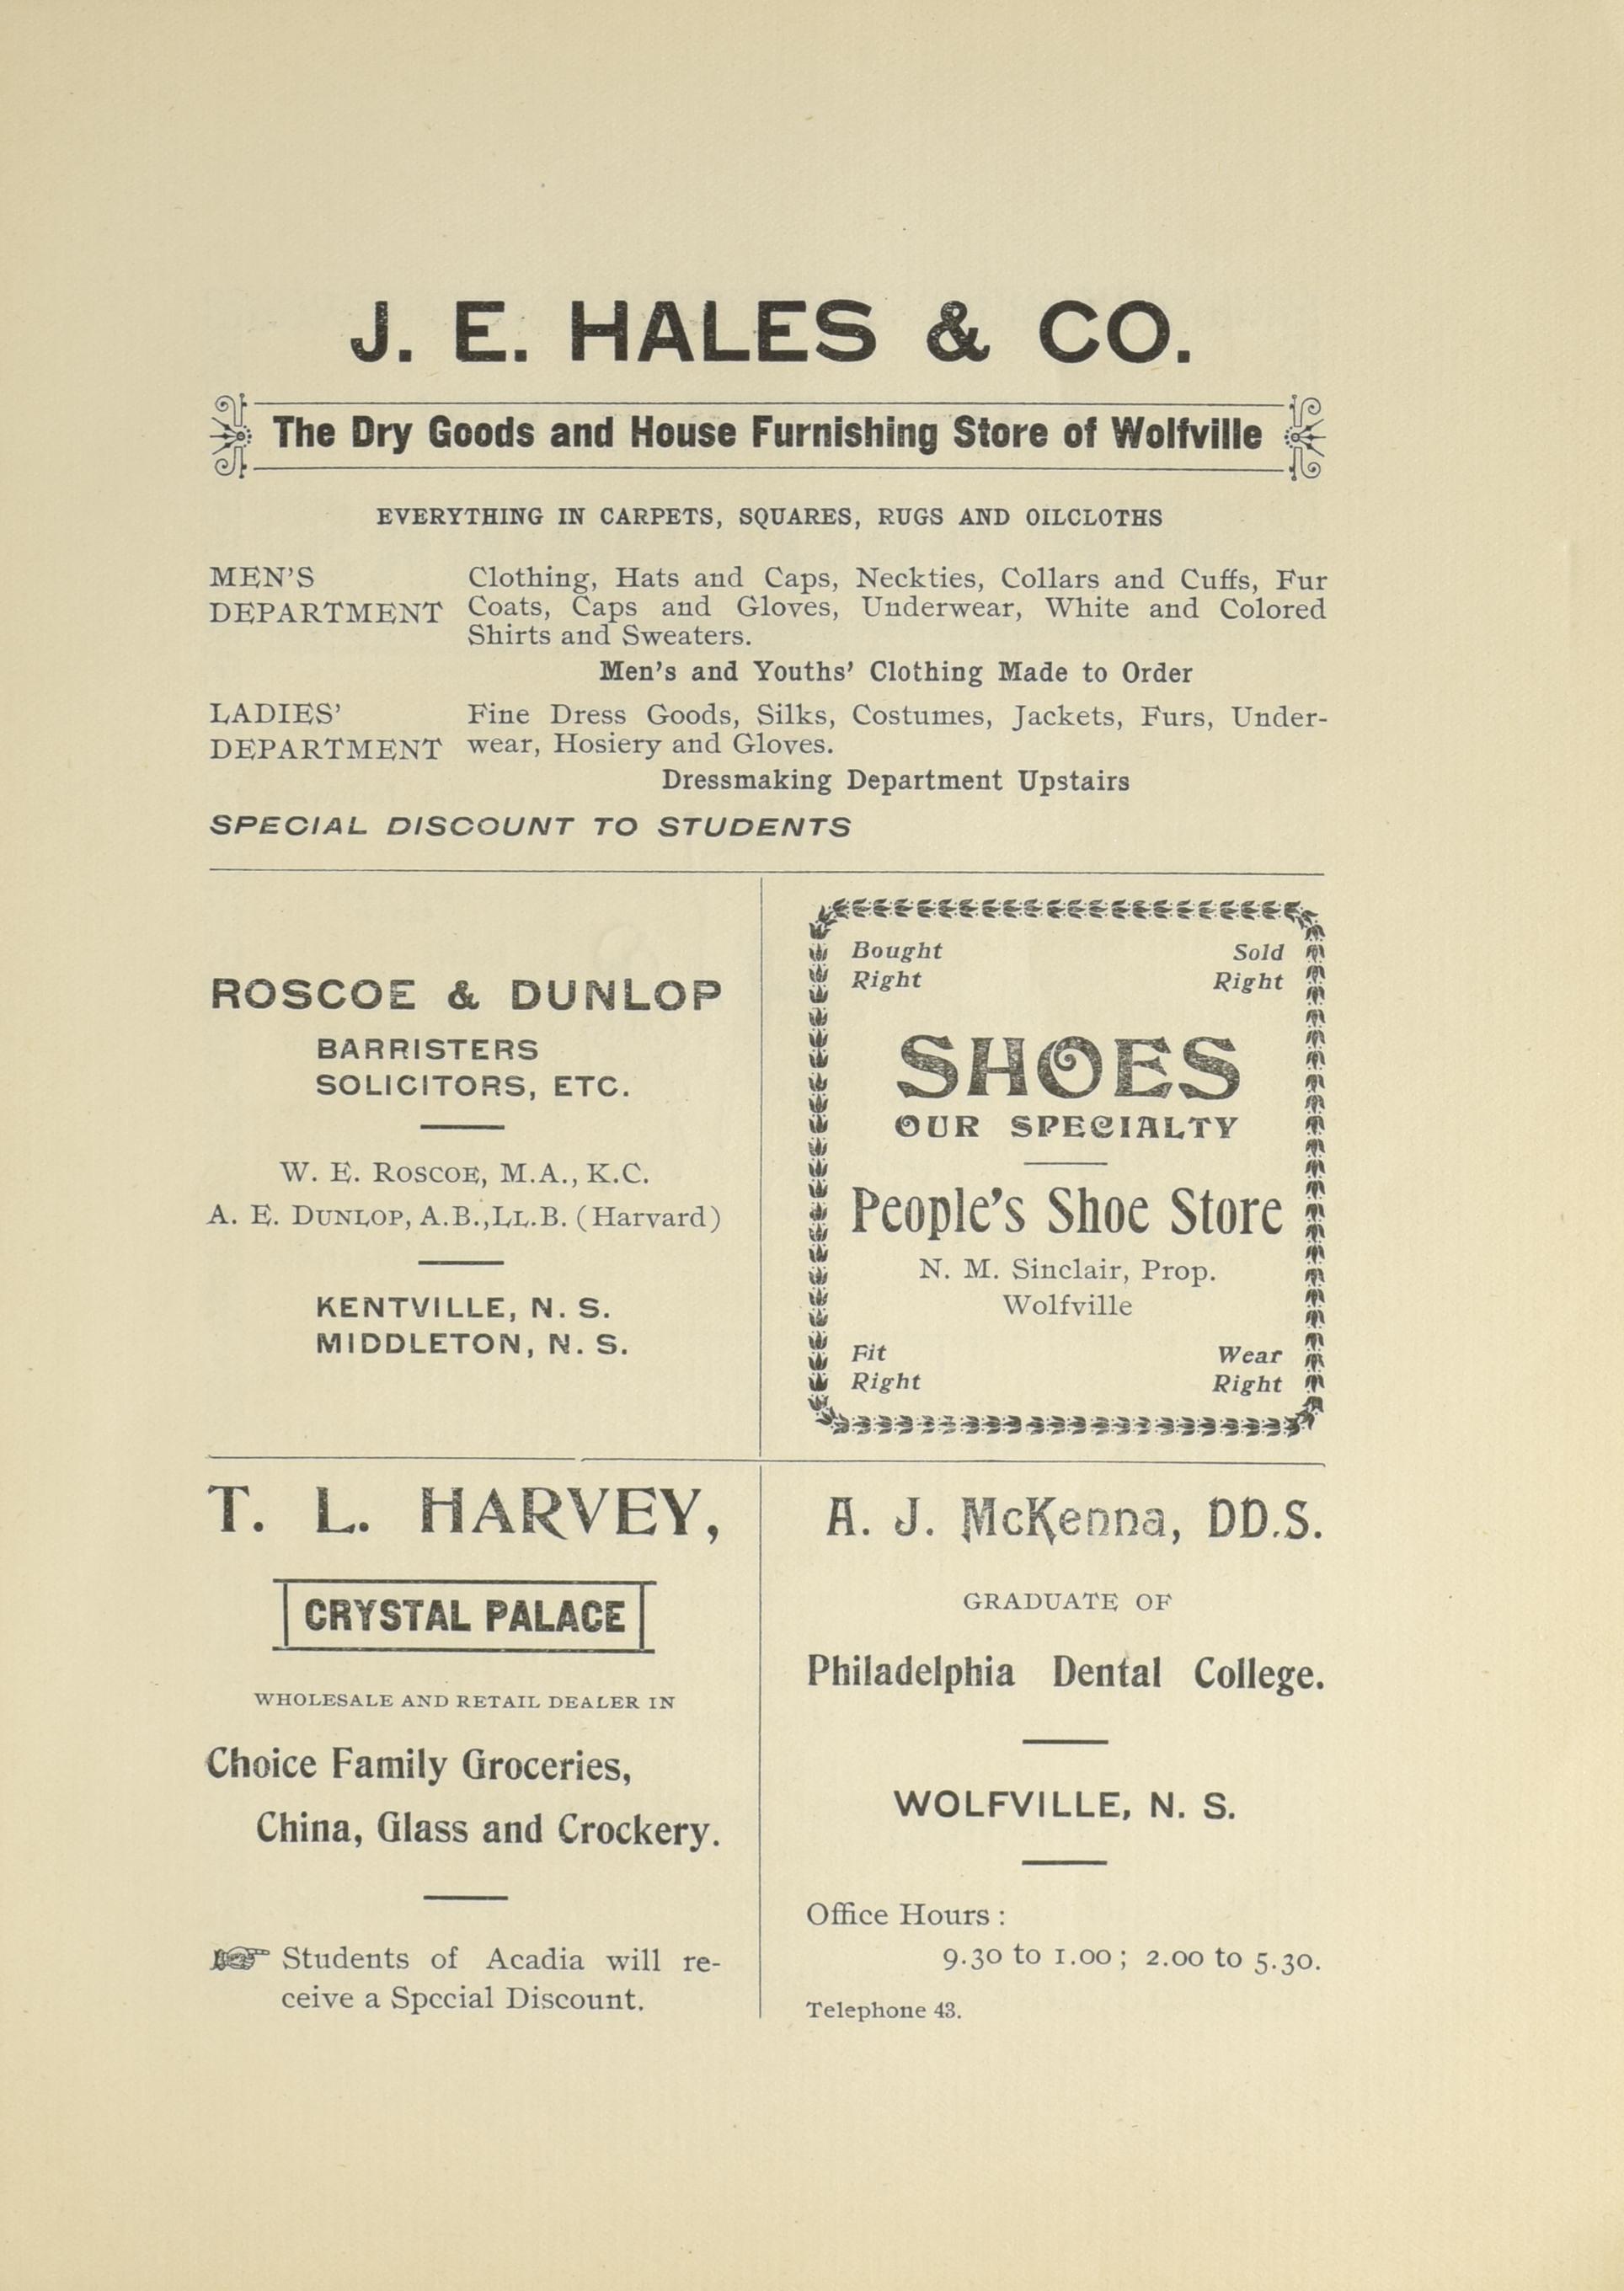 J. E. HALES & CO.
The Dry Goods and House Furnishing Store of Wolfville
EVERYTHING IN CARPETS, SQUARES, RUGS AND OILCLOTHS
MEN'S
DEPARTMENT
Clothing, Hats and Caps, Neckties, Collars and Cuffs, Fur
Coats, Caps and Gloves, Underwear, White and Colored
Shirts and Sweaters.
Men's and Youths' Clothing Made to Order
LADIES'
DEPARTMENT
Fine Dress Goods, Silks, Costumes, Jackets, Furs, Under-
wear, Hosiery and Gloves.
Dressmaking Department Upstairs
SPECIAL DISCOUNT TO STUDENTS
ROSCOE & DUNLOP
BARRISTERS
SOLICITORS, ETC.
W. E. ROSCOE, M.A., K.C.
A. E. DUNLOP, A.B.,LL.B. (Harvard)
KENTVILLE, N. S.
MIDDLETON, N. S.
Bought Sold
Right Right
SHOES
OUR SPECIALTY
People's Shoe Store
N. M. Sinclair, Prop.
Wolfville
Fit Wear
Right Right
T. L. HARVEY,
CRYSTAL PALACE
WHOLESALE AND RETAIL DEALER IN
Choice Family Groceries,
China, Glass and Crockery.
☞ Students of Acadia will re-
ceive a Special Discount.
A. J. McKenna, DD.S.
GRADUATE OF
Philadelphia Dental College.
WOLFVILLE, N. S.
Office Hours :
9.30 to 1.00 ; 2.00 to 5.30.
Telephone 43.